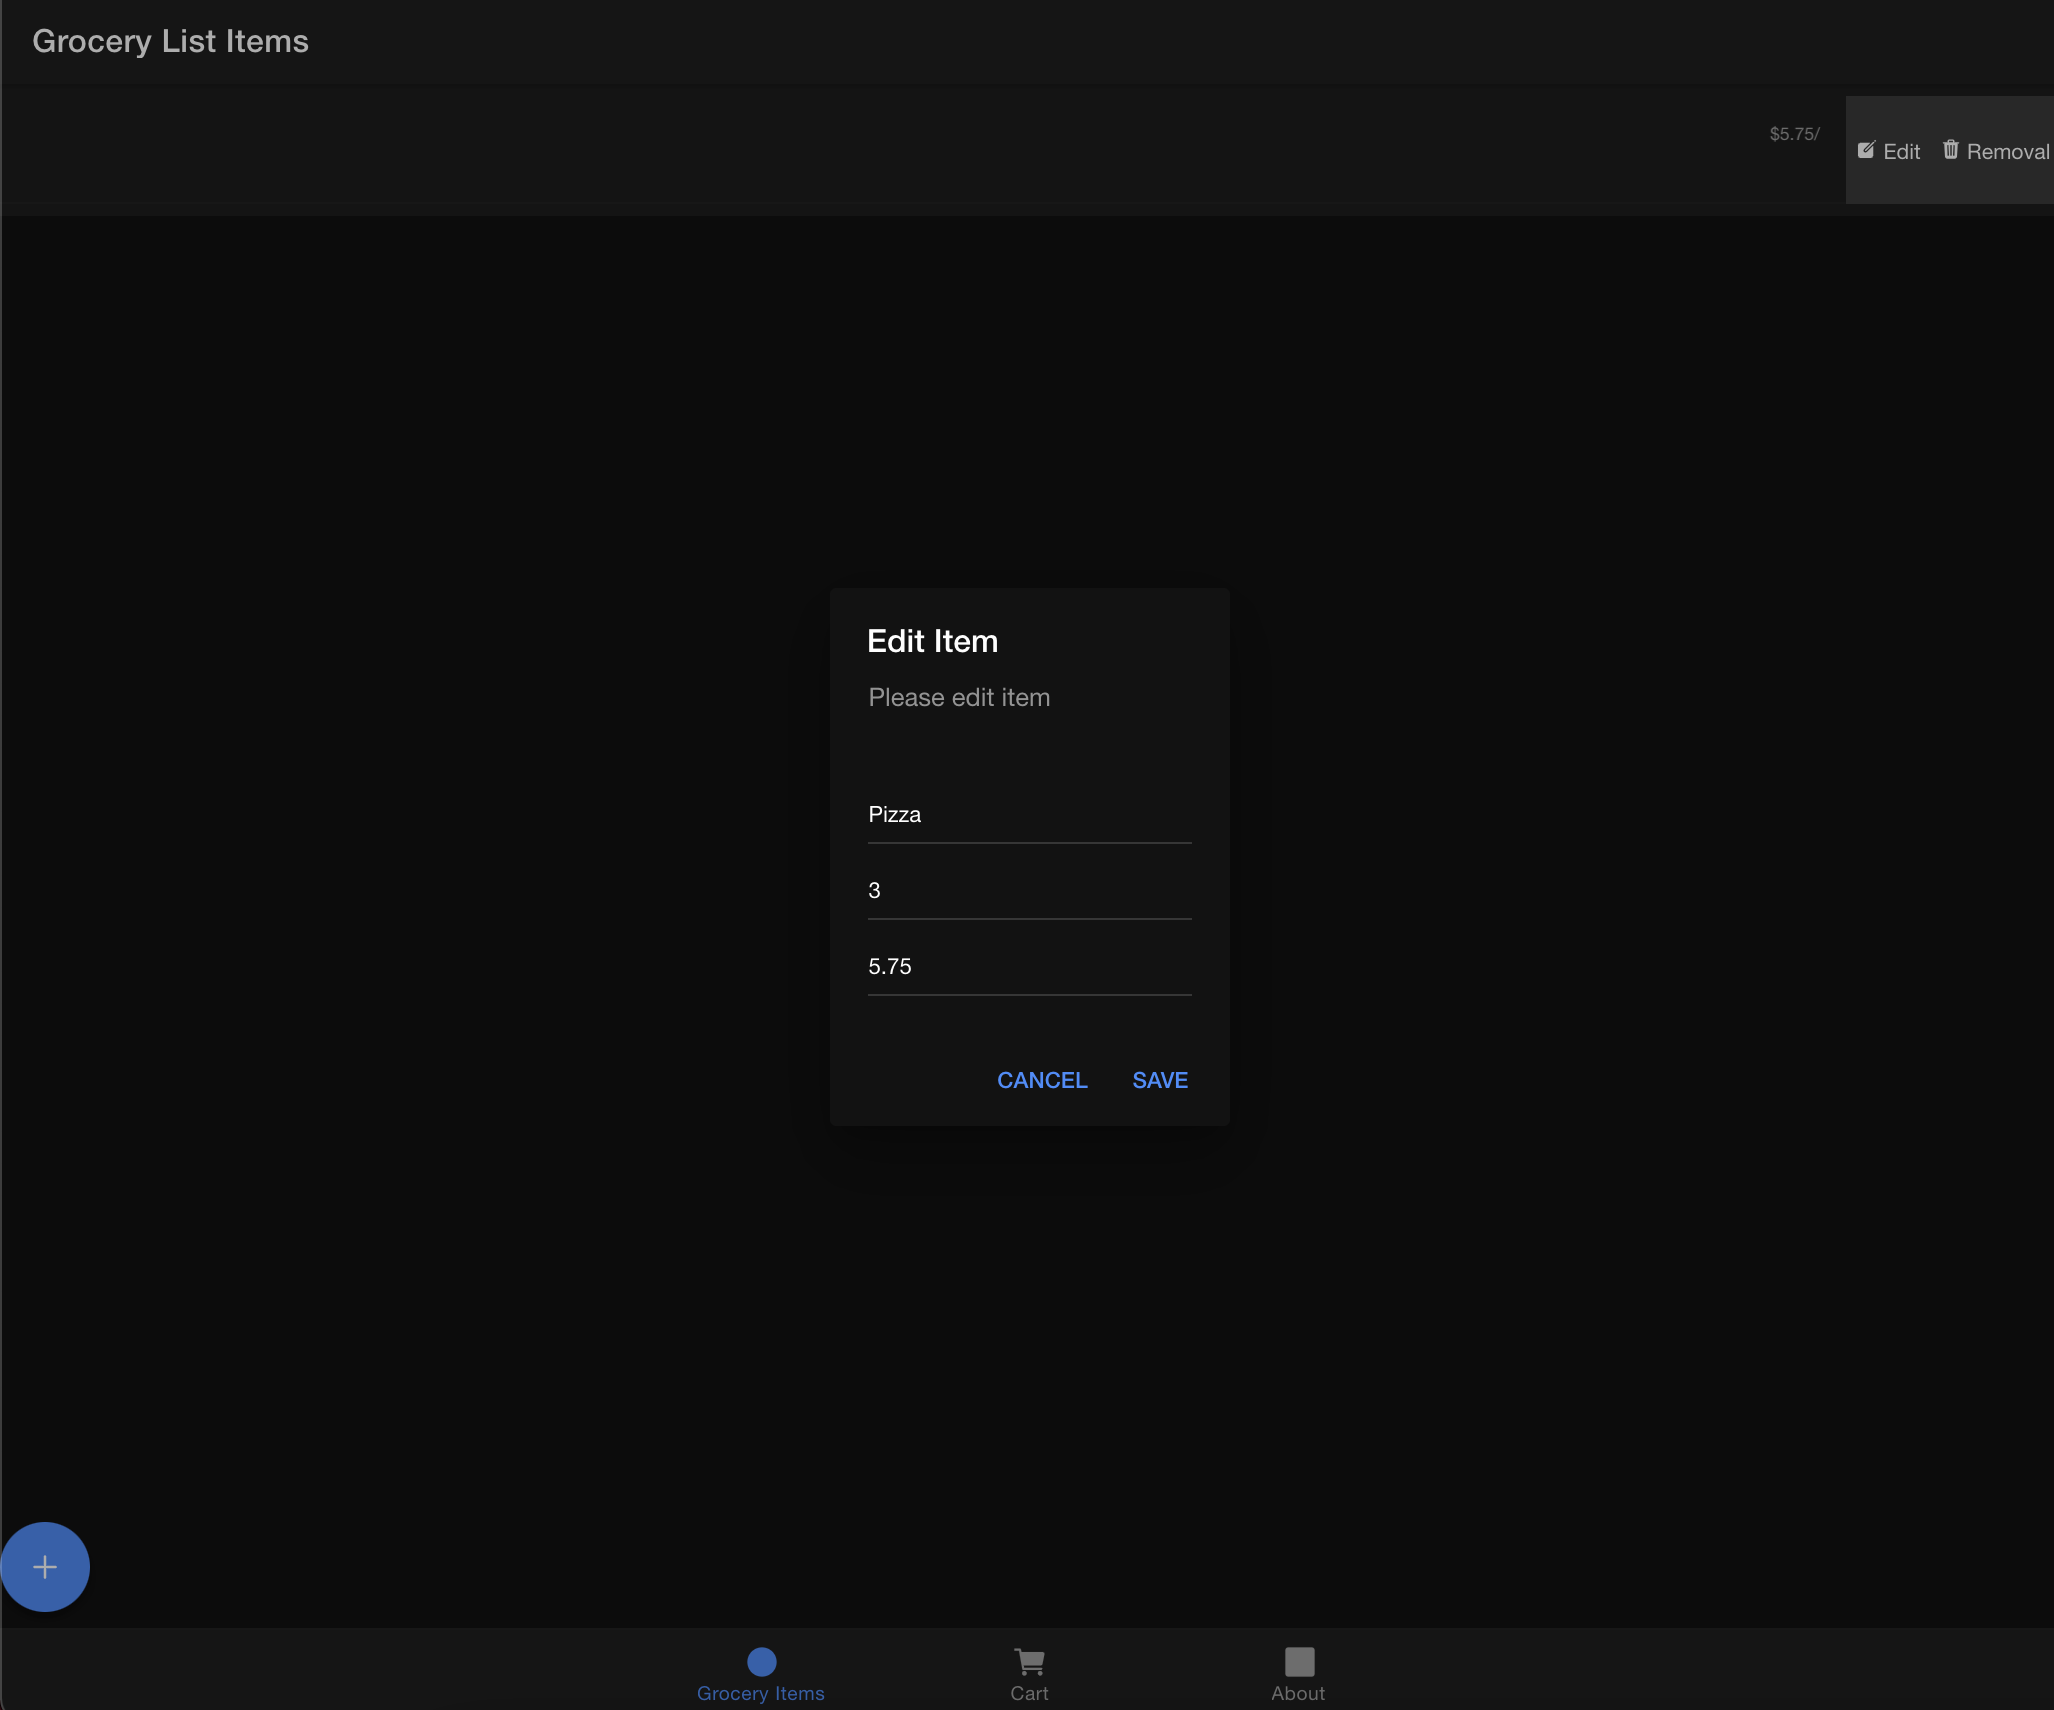 Grocery List Items
$5.75/
Edit
Removal
Edit Item
Please edit item
Pizza
3
5.75
CANCEL
SAVE
Grocery Items
Cart
About